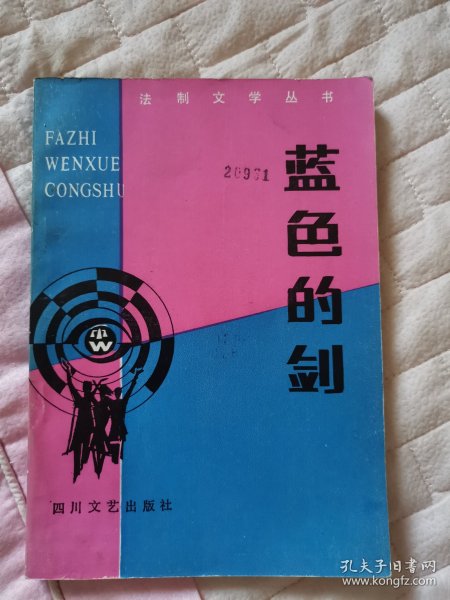 法制文学丛书
FAZHI
WENXUE
CONGSHU
蓝色的剑
四川文艺出版社
孔夫子旧书网
www.kongfz.com